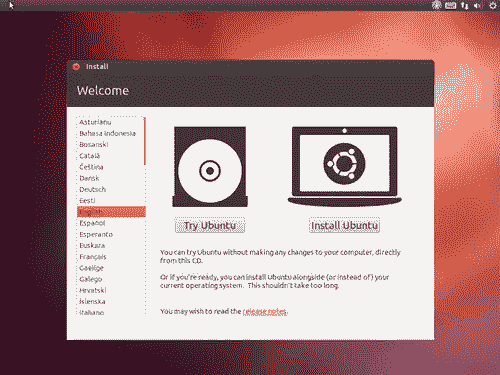 Install
Welcome
Asturianu
Bahasa Indonesia
Bosanski
Català
Čeština
Dansk
Deutsch
Eesti
English
Español
Esperanto
Euskara
Français
Gaeilge
Galego
Hrvatski
Íslenska
Italiano
Try Ubuntu
Install Ubuntu
You can try Ubuntu without making any changes to your computer, directly
from this CD.
Or if you're ready, you can install Ubuntu alongside (or instead of) your
current operating system. This shouldn't take too long.
You may wish to read the release notes.